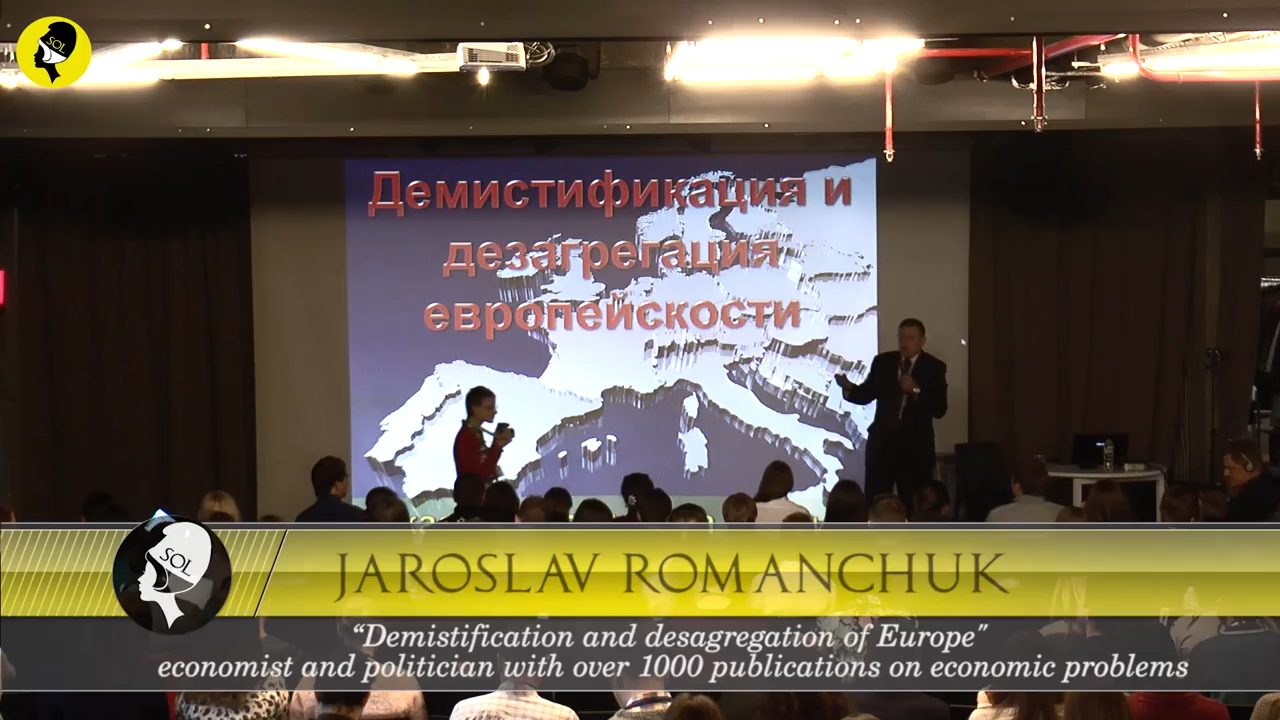 SOL
Демистификация и
дезагрегация
европейскости
SOL
JAROSLAV ROMANCHUK
“Demistification and desagregation of Europe"
economist and politician with over 1000 publications on economic problems